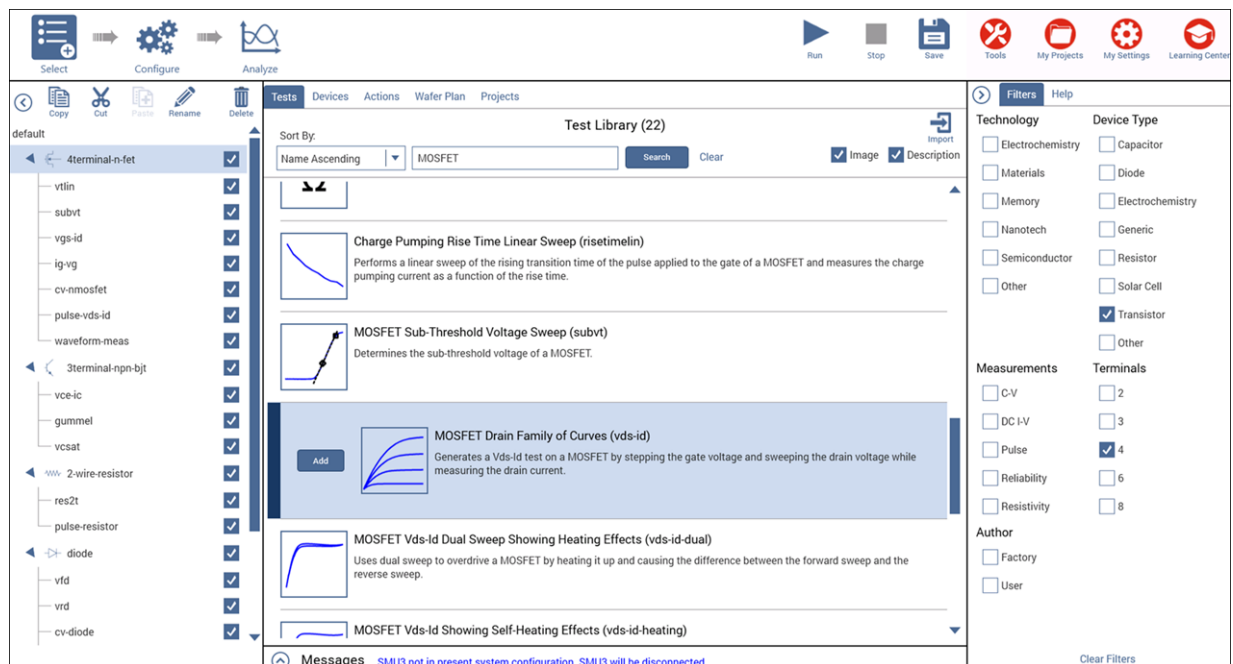 Select
Configure
Analyze
Run
Stop
Save
Tools
My Projects
My Settings
Learning Center
Copy
Cut
Paste
Rename
Delete
default
4terminal-n-fet
vtlin
subvt
vgs-id
ig-vg
cv-nmosfet
pulse-vds-id
waveform-meas
3terminal-npn-bjt
vce-ic
gummel
vcsat
2-wire-resistor
res2t
pulse-resistor
diode
vfd
vrd
cv-diode
Tests Devices Actions Wafer Plan Projects
Test Library (22)
Import
Sort By:
Name Ascending
MOSFET
Search
Clear
Image
Description
Charge Pumping Rise Time Linear Sweep (risetimelin)
Performs a linear sweep of the rising transition time of the pulse applied to the gate of a MOSFET and measures the charge
pumping current as a function of the rise time.
MOSFET Sub-Threshold Voltage Sweep (subvt)
Determines the sub-threshold voltage of a MOSFET.
Add
MOSFET Drain Family of Curves (vds-id)
Generates a Vds-Id test on a MOSFET by stepping the gate voltage and sweeping the drain voltage while
measuring the drain current.
MOSFET Vds-Id Dual Sweep Showing Heating Effects (vds-id-dual)
Uses dual sweep to overdrive a MOSFET by heating it up and causing the difference between the forward sweep and the
reverse sweep.
MOSFET Vds-Id Showing Self-Heating Effects (vds-id-heating)
Messages SMU3 not in present system configuration, SMU3 will be disconnected
Filters Help
Technology
Electrochemistry
Materials
Memory
Nanotech
Semiconductor
Other
Device Type
Capacitor
Diode
Electrochemistry
Generic
Resistor
Solar Cell
Transistor
Other
Measurements
C-V
DC I-V
Pulse
Reliability
Resistivity
Terminals
2
3
4
6
8
Author
Factory
User
Clear Filters